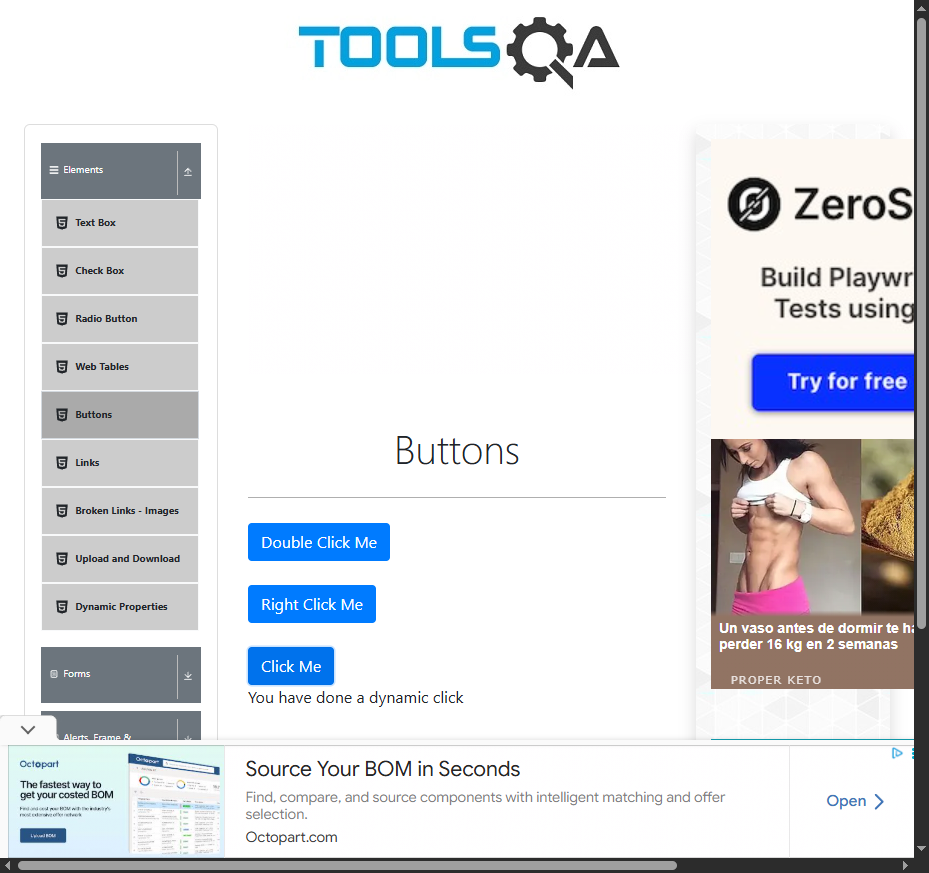 TOOLSQA
Elements
Text Box
Check Box
Radio Button
Web Tables
Buttons
Links
Broken Links - Images
Upload and Download
Dynamic Properties
Forms
Alerts, Frame &
Buttons
Double Click Me
Right Click Me
Click Me
You have done a dynamic click
ZeroS
Build Playwr
Tests using
Try for free
Un vaso antes de dormir te ha
perder 16 kg en 2 semanas
PROPER KETO
Octopart
The fastest way to
get your costed BOM
Find and cost your BOM with the industry's
most extensive offer network
Upload BOM
Octopart
Source Your BOM in Seconds
Find, compare, and source components with intelligent matching and offer
selection.
Octopart.com
Open